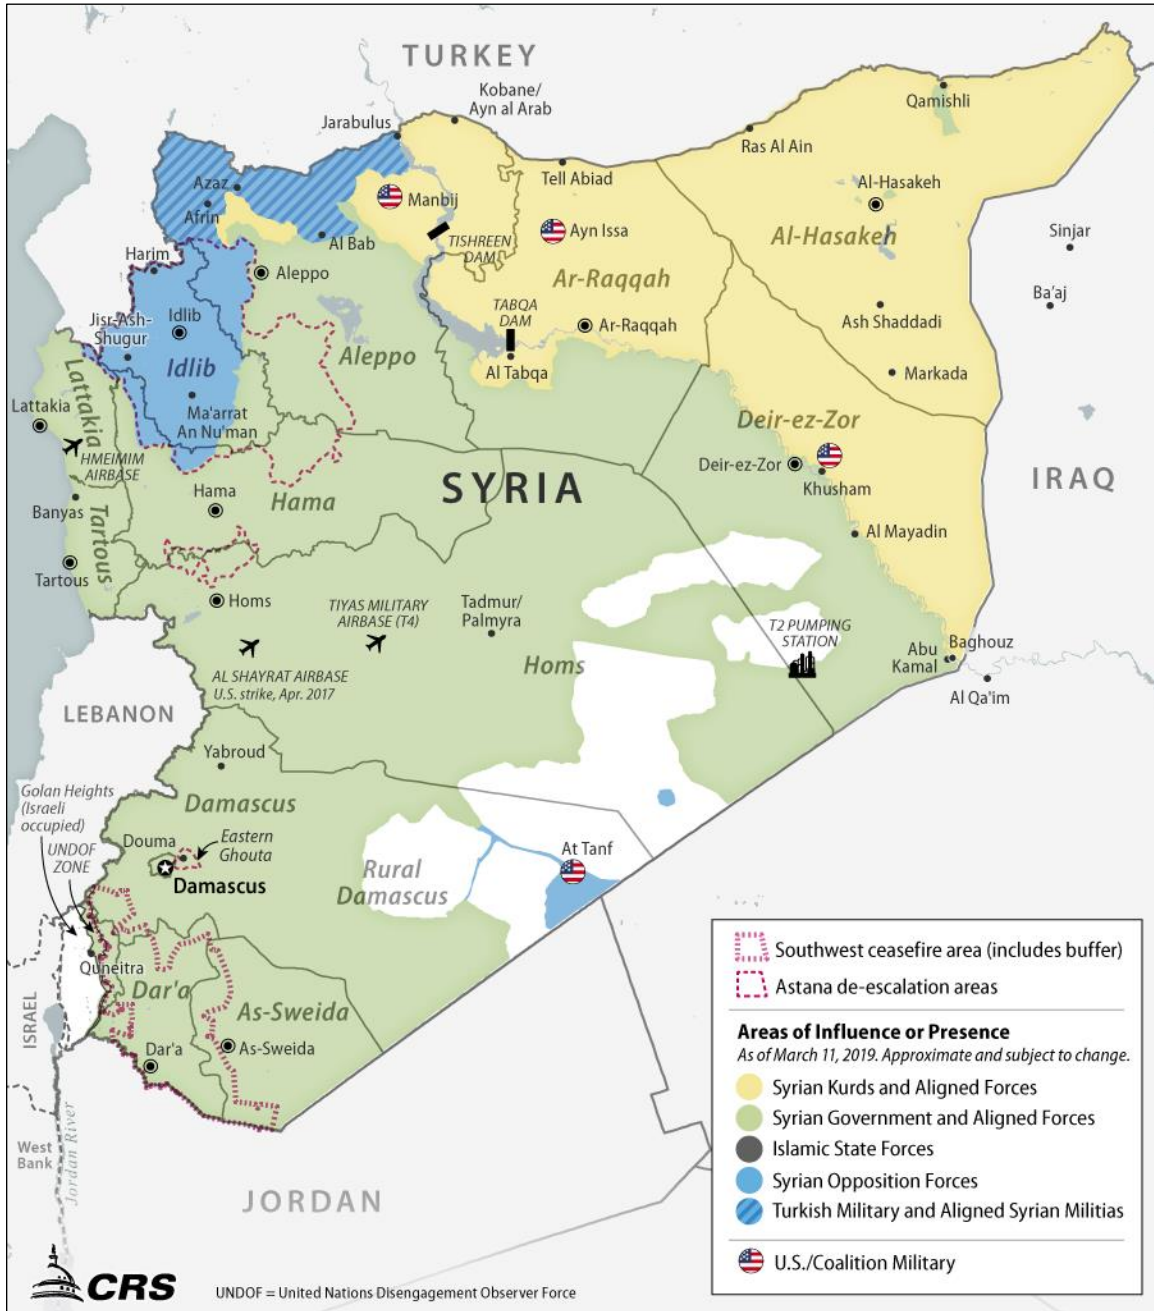 TURKEY
Kobane/
Ayn al Arab
Jarabulus
Qamishli
Ras Al Ain
Tell Abiad
Azaz
Afrin
Manbij
Al-Hasakeh
Al-Hasakeh
Ayn Issa
Sinjar
Al Bab
TISHREEN
DAM
Harim
Aleppo
Ar-Raqqah
Ba'aj
Idlib
TABQA
DAM
Ar-Raqqah
Ash Shaddadi
Jisr-Ash-
Shugur
Idlib
Aleppo
Al Tabqa
Markada
Lattakia
Lattakia
Ma'arrat
An Nu'man
Deir-ez-Zor
HMEIMIM
AIRBASE
Deir-ez-Zor
Khusham
SYRIA
IRAQ
Hama
Hama
Banyas
Tartous
Al Mayadin
Tartous
Homs
TIYAS MILITARY
AIRBASE (T4)
Tadmur/
Palmyra
T2 PUMPING
STATION
Homs
Abu
Kamal
Baghouz
AL SHAYRAT AIRBASE
U.S. strike, Apr. 2017
Al Qa'im
LEBANON
Yabroud
Golan Heights
(Israeli
occupied)
Damascus
UNDOF
ZONE
Douma
Eastern
Ghouta
At Tanf
Damascus
Rural
Damascus
Quneitra
Dar'a
As-Sweida
ISRAEL
As-Sweida
Dar'a
West
Bank
Jordan River
JORDAN
Southwest ceasefire area (includes buffer)
Astana de-escalation areas
Areas of Influence or Presence
As of March 11, 2019. Approximate and subject to change.
Syrian Kurds and Aligned Forces
Syrian Government and Aligned Forces
Islamic State Forces
Syrian Opposition Forces
Turkish Military and Aligned Syrian Militias
U.S./Coalition Military
CRS
UNDOF = United Nations Disengagement Observer Force